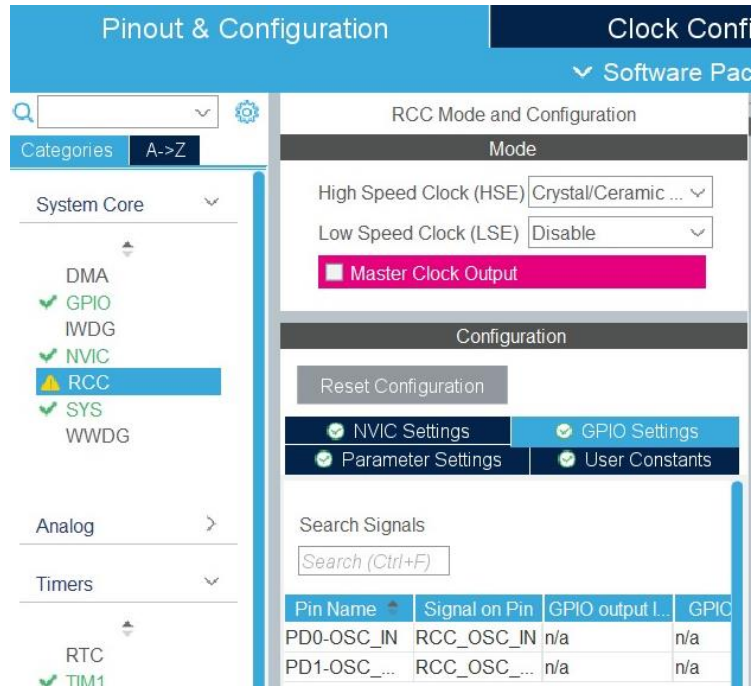 Pinout & Configuration
Clock Confi
Software Pac
Categories
A->Z
System Core
DMA
GPIO
IWDG
NVIC
RCC
SYS
WWDG
Analog
Timers
RTC
TIM1
RCC Mode and Configuration
Mode
High Speed Clock (HSE) Crystal/Ceramic ...
Low Speed Clock (LSE) Disable
Master Clock Output
Configuration
Reset Configuration
NVIC Settings
GPIO Settings
Parameter Settings
User Constants
Search Signals
Search (Ctrl+F)
Pin Name Signal on Pin GPIO output l... GPIO
PD0-OSC_IN RCC_OSC_IN n/a n/a
PD1-OSC_... RCC_OSC_... n/a n/a